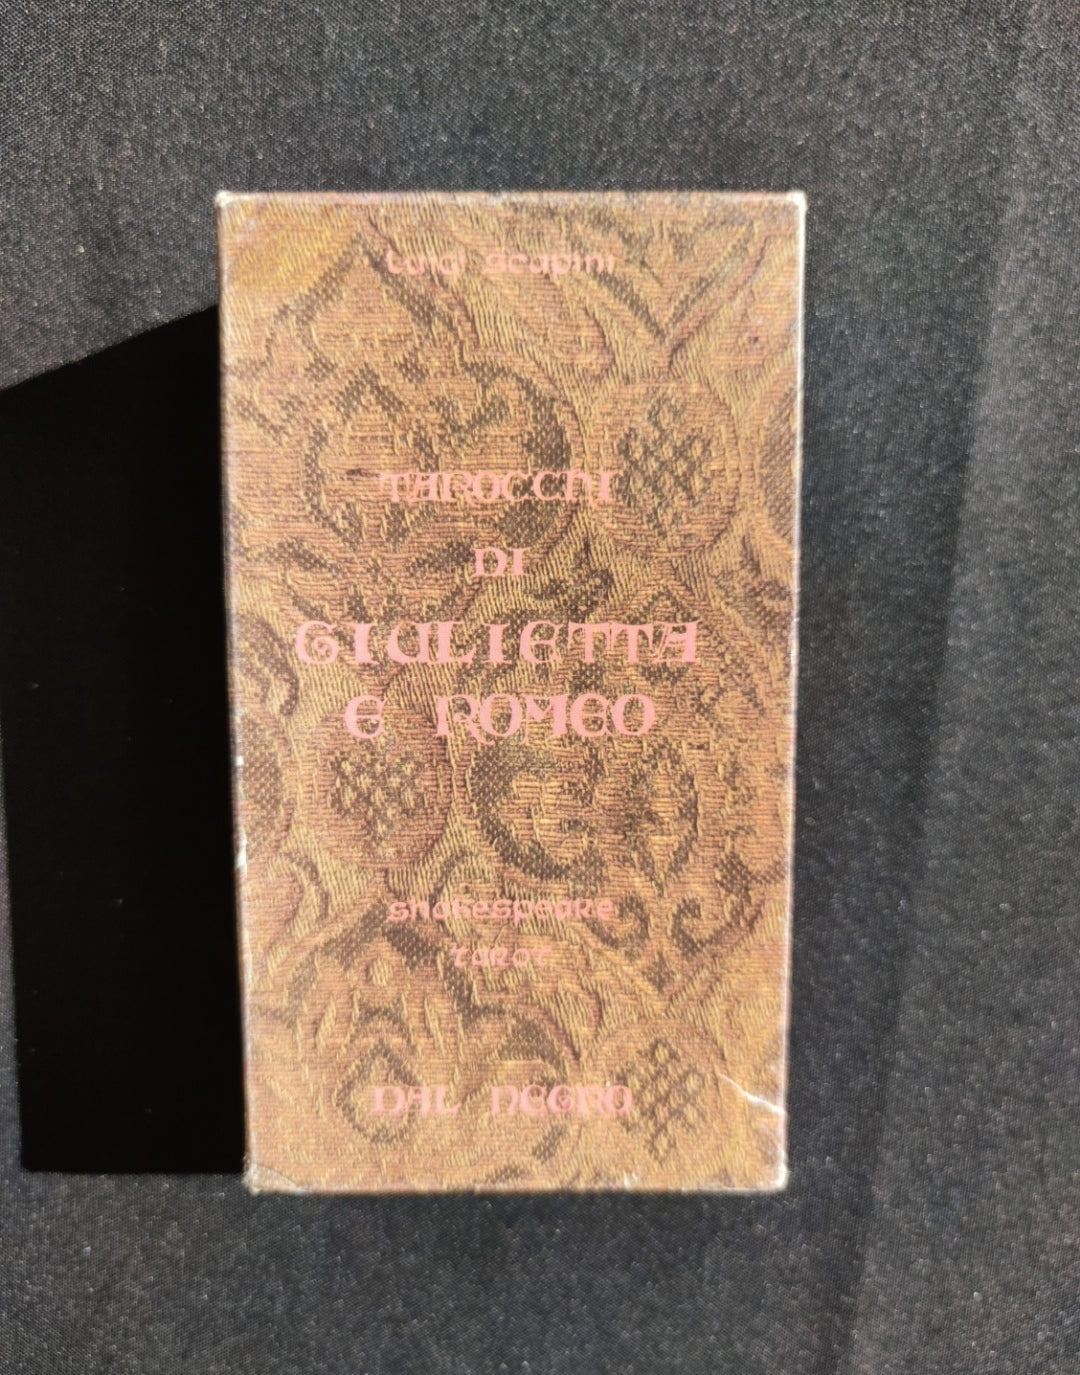 Luigi Scapini
TAROCCHI
DI
GIULIETTA
E ROMEO
Shakespeare
Tarot
DAL NEGRO